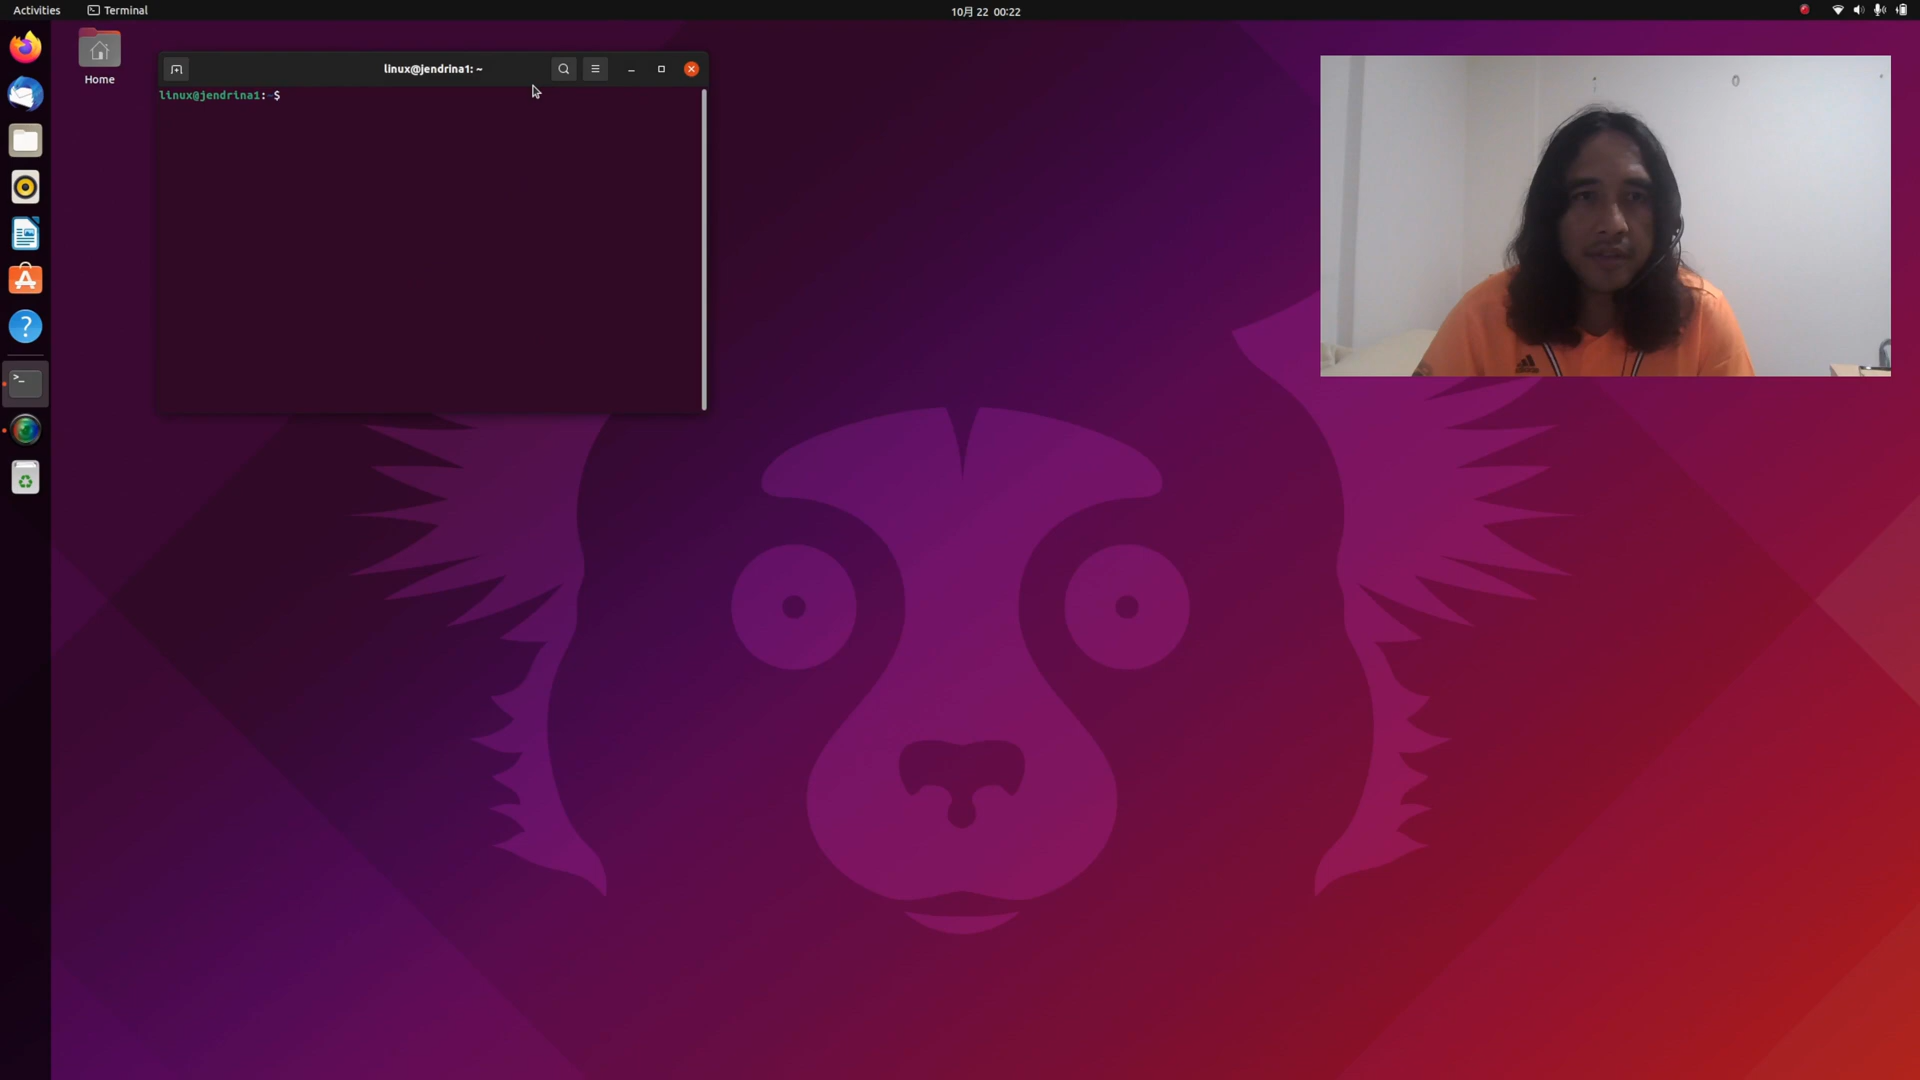 Activities
Terminal
10月 22 00:22
Home
linux@jendrina1: ~
linux@jendrina1:~$